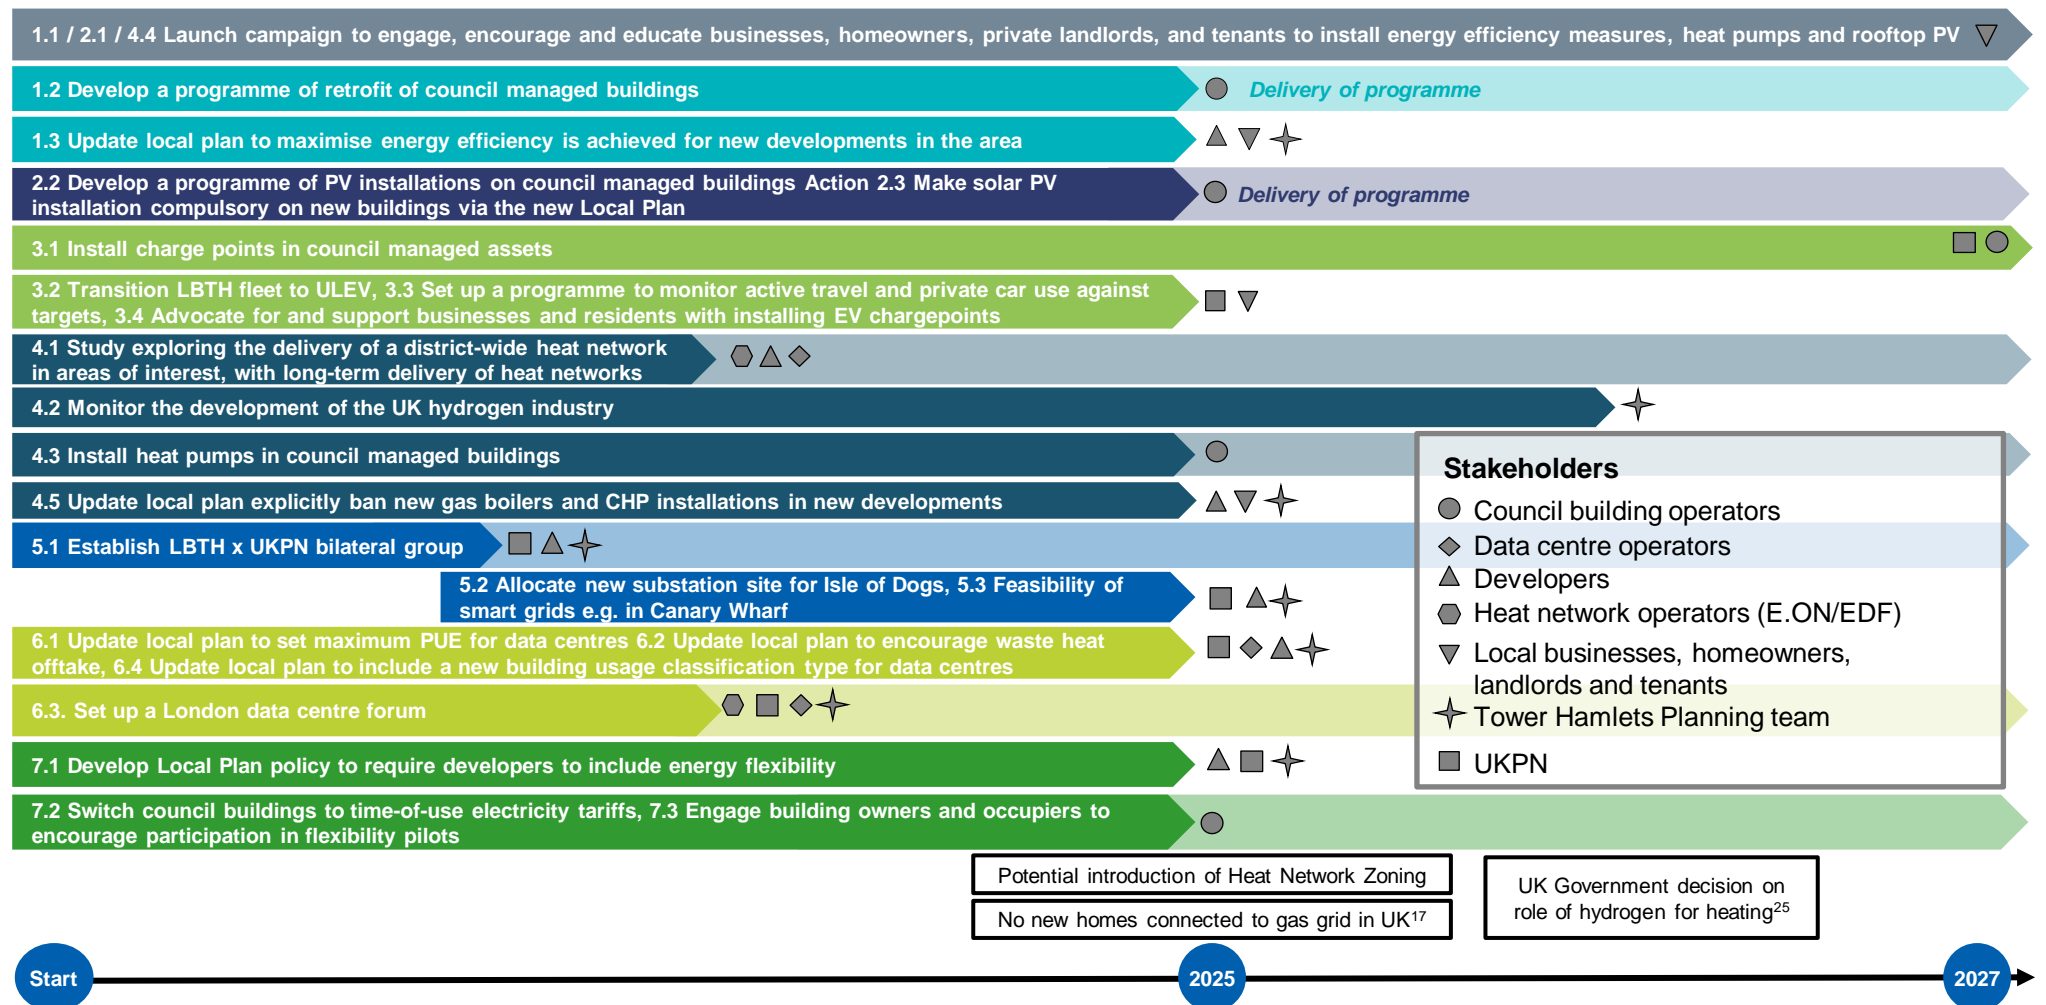 1.1 / 2.1 / 4.4 Launch campaign to engage, encourage and educate businesses, homeowners, private landlords, and tenants to install energy efficiency measures, heat pumps and rooftop PV
1.2 Develop a programme of retrofit of council managed buildings
Delivery of programme
1.3 Update local plan to maximise energy efficiency is achieved for new developments in the area
2.2 Develop a programme of PV installations on council managed buildings Action 2.3 Make solar PV
installation compulsory on new buildings via the new Local Plan
Delivery of programme
3.1 Install charge points in council managed assets
3.2 Transition LBTH fleet to ULEV, 3.3 Set up a programme to monitor active travel and private car use against
targets, 3.4 Advocate for and support businesses and residents with installing EV chargepoints
4.1 Study exploring the delivery of a district-wide heat network
in areas of interest, with long-term delivery of heat networks
4.2 Monitor the development of the UK hydrogen industry
4.3 Install heat pumps in council managed buildings
4.5 Update local plan explicitly ban new gas boilers and CHP installations in new developments
5.1 Establish LBTH x UKPN bilateral group
5.2 Allocate new substation site for Isle of Dogs, 5.3 Feasibility of
smart grids e.g. in Canary Wharf
6.1 Update local plan to set maximum PUE for data centres 6.2 Update local plan to encourage waste heat
offtake, 6.4 Update local plan to include a new building usage classification type for data centres
6.3. Set up a London data centre forum
7.1 Develop Local Plan policy to require developers to include energy flexibility
7.2 Switch council buildings to time-of-use electricity tariffs, 7.3 Engage building owners and occupiers to
encourage participation in flexibility pilots
Stakeholders
Council building operators
Data centre operators
Developers
Heat network operators (E.ON/EDF)
Local businesses, homeowners,
landlords and tenants
Tower Hamlets Planning team
UKPN
Potential introduction of Heat Network Zoning
No new homes connected to gas grid in UK17
UK Government decision on
role of hydrogen for heating25
Start
2025
2027